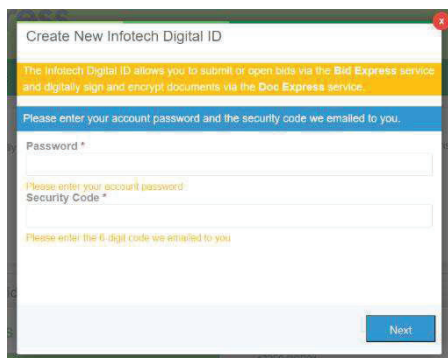 x
Create New Infotech Digital ID
The Infotech Digital ID allows you to submit or open bids via the Bid Express service
and digitally sign and encrypt documents via the Doc Express service.
Please enter your account password and the security code we emailed to you.
Password *
Please enter your account password
Security Code *
Please enter the 6 digit code we emailed to you
Next